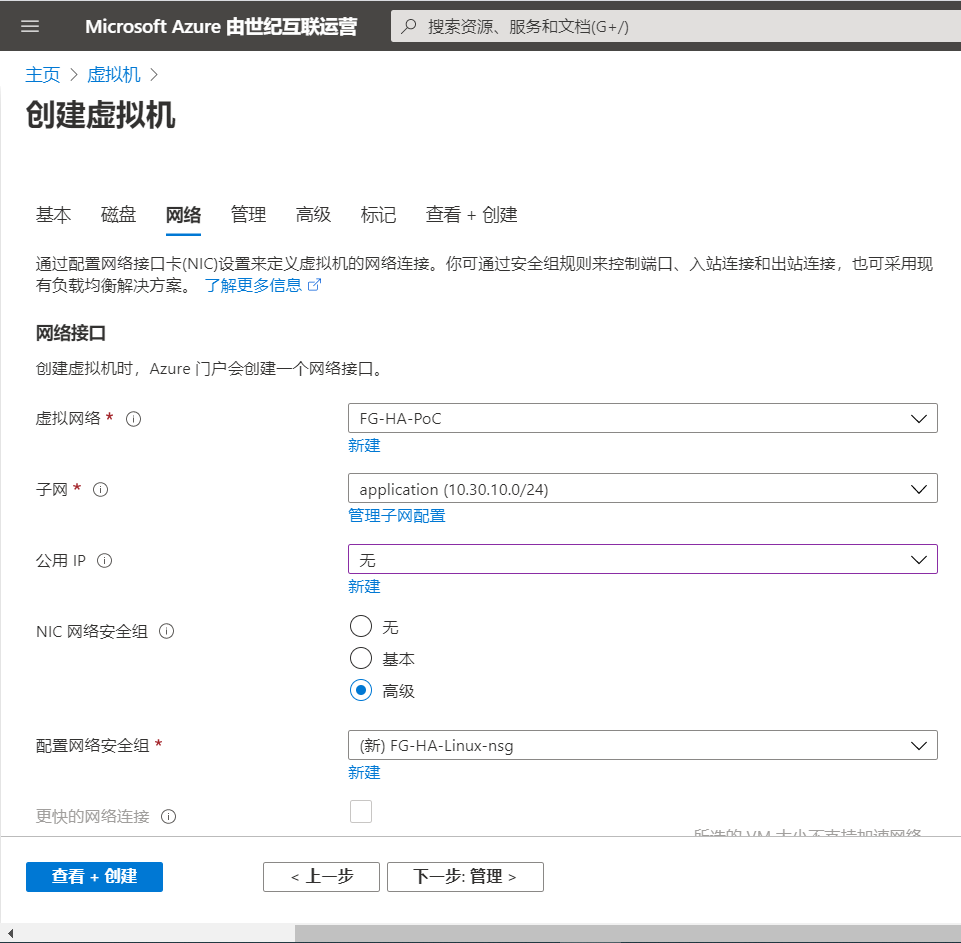 Microsoft Azure 由世纪互联运营
搜索资源、服务和文档(G+/)
主页 > 虚拟机 >
创建虚拟机
基本 磁盘 网络 管理 高级 标记 查看 + 创建
通过配置网络接口卡(NIC)设置来定义虚拟机的网络连接。你可通过安全组规则来控制端口、入站连接和出站连接，也可采用现
有负载均衡解决方案。 了解更多信息
网络接口
创建虚拟机时，Azure 门户会创建一个网络接口。
虚拟网络 *
FG-HA-PoC
新建
子网 *
application (10.30.10.0/24)
管理子网配置
公用 IP
无
新建
NIC 网络安全组
无
基本
高级
配置网络安全组 *
(新) FG-HA-Linux-nsg
新建
更快的网络连接
所选的 VM 大小不支持加速网络
查看 + 创建
< 上一步
下一步: 管理 >